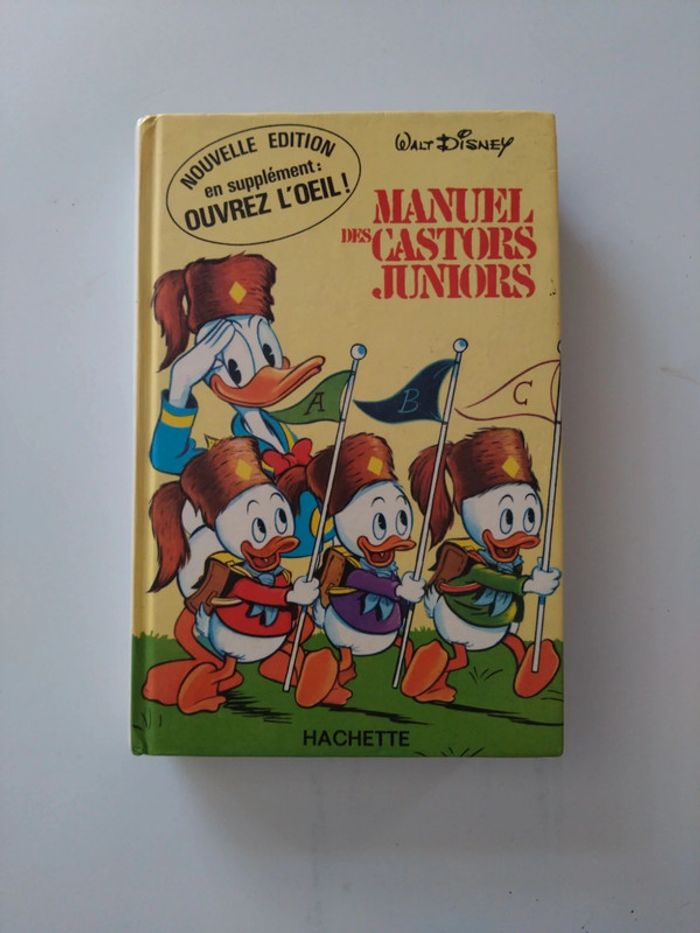 NOUVELLE EDITION
en supplément:
OUVREZ L'OEIL!
WALT DISNEY
MANUEL
DES CASTORS
JUNIORS
A B C
HACHETTE